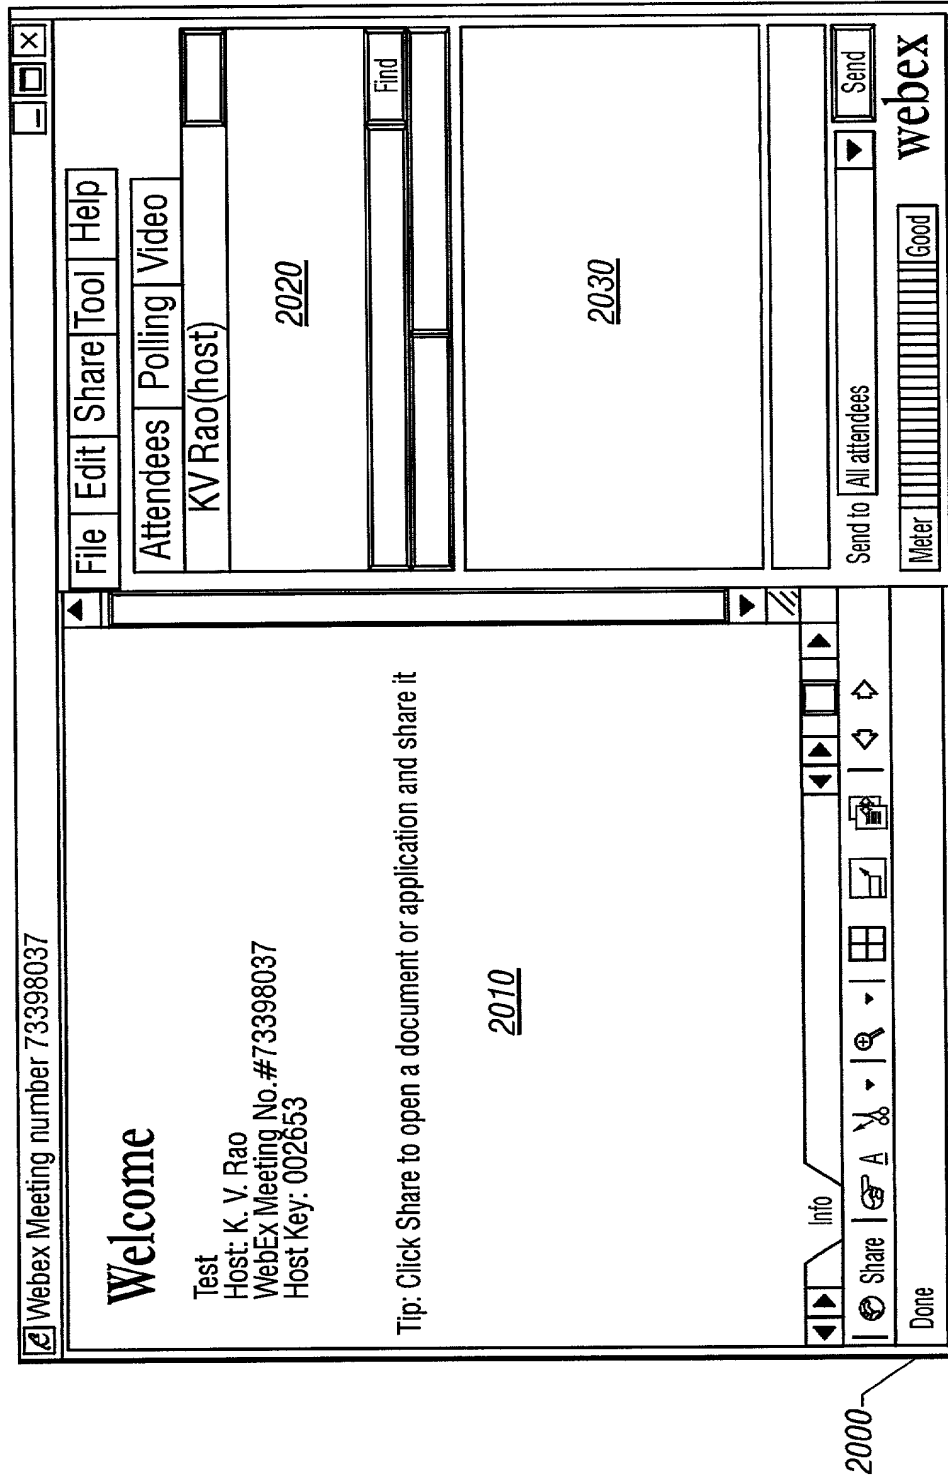 Webex Meeting number 73398037
Welcome
Test
Host: K. V. Rao
WebEx Meeting No.#73398037
Host Key: 002653
Tip: Click Share to open a document or application and share it
2010
Info
Share
A
Done
File Edit Share Tool Help
Attendees Polling Video
KV Rao(host)
2020
Find
2030
Send to All attendees Send
Meter Good
webex
2000